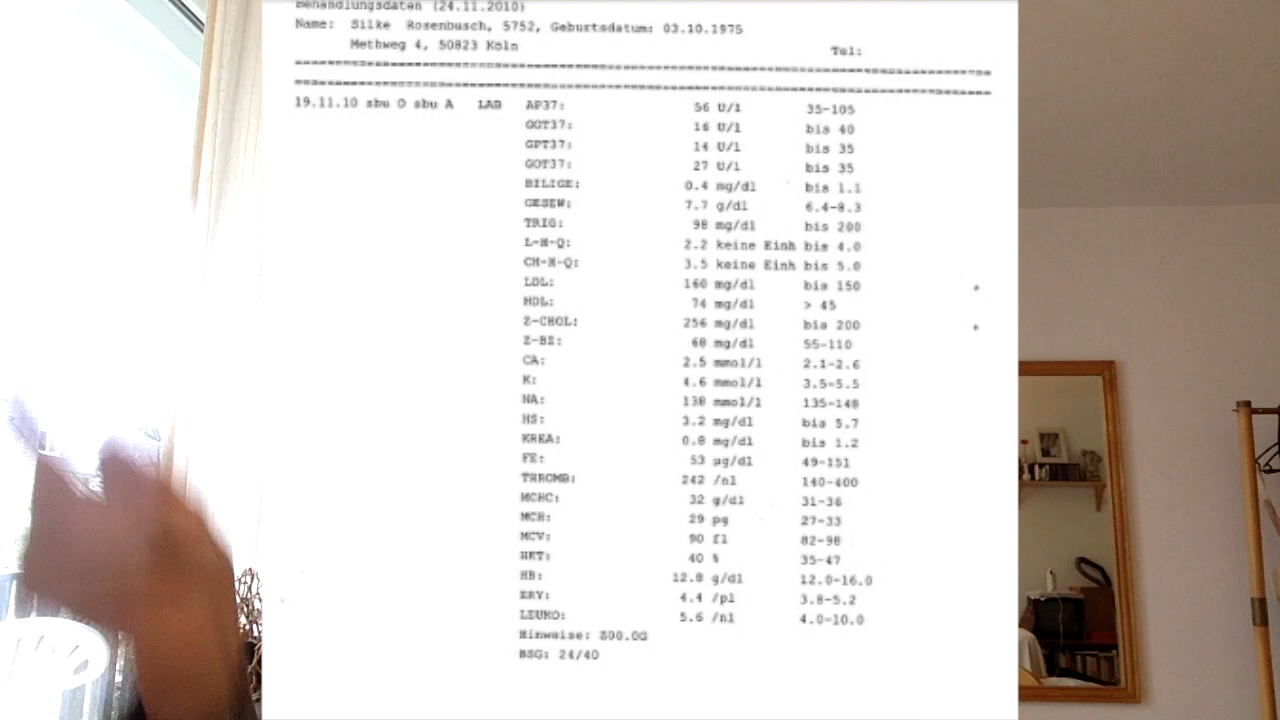 Behandlungsdaten (24.11.2010)
Name: Silke Rosenbusch, 5752, Geburtsdatum: 03.10.1975
Methweg 4, 50823 Köln Tel:
19.11.10 sbu O sbu A LAB AP37: 56 U/l 35-105
GOT37: 16 U/l bis 40
GPT37: 14 U/l bis 35
GOT37: 27 U/l bis 35
BILIGE: 0.4 mg/dl bis 1.1
GESEW: 7.7 g/dl 6.4-8.3
TRIG: 98 mg/dl bis 200
L-H-Q: 2.2 keine Einh bis 4.0
CH-H-Q: 3.5 keine Einh bis 5.0
LDL: 160 mg/dl bis 150 +
HDL: 74 mg/dl > 45
Z-CHOL: 256 mg/dl bis 200 +
Z-BZ: 68 mg/dl 55-110
CA: 2.5 mmol/l 2.1-2.6
K: 4.6 mmol/l 3.5-5.5
NA: 138 mmol/l 135-148
HS: 3.2 mg/dl bis 5.7
KREA: 0.8 mg/dl bis 1.2
FE: 53 µg/dl 49-151
THROMB: 242 /nl 140-400
MCHC: 32 g/dl 31-36
MCH: 29 pg 27-33
MCV: 90 fl 82-98
HKT: 40 % 35-47
HB: 12.8 g/dl 12.0-16.0
ERY: 4.4 /pl 3.8-5.2
LEUKO: 5.6 /nl 4.0-10.0
Hinweise: Z00.0G
BSG: 24/40